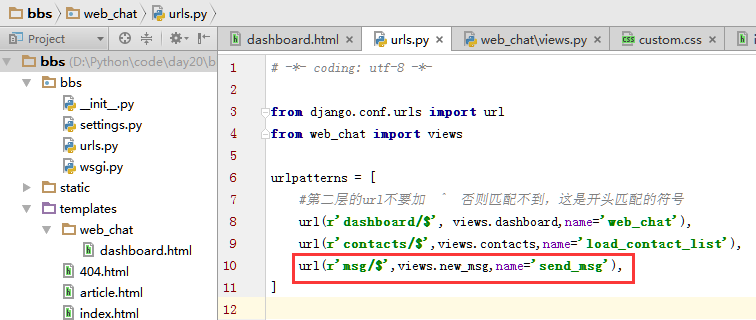 bbs web_chat urls.py
Project
dashboard.html × urls.py × web_chat\views.py × custom.css ×
bbs (D:\Python\code\day20\b
bbs
__init__.py
settings.py
urls.py
wsgi.py
static
templates
web_chat
dashboard.html
404.html
article.html
index.html
1 # -*- coding: utf-8 -*-
2
3 from django.conf.urls import url
4 from web_chat import views
5
6 urlpatterns = [
7 #第二层的url不要加 ^ 否则匹配不到，这是开头匹配的符号
8 url(r'dashboard/$', views.dashboard,name='web_chat'),
9 url(r'contacts/$',views.contacts,name='load_contact_list'),
10 url(r'msg/$',views.new_msg,name='send_msg'),
11 ]
12